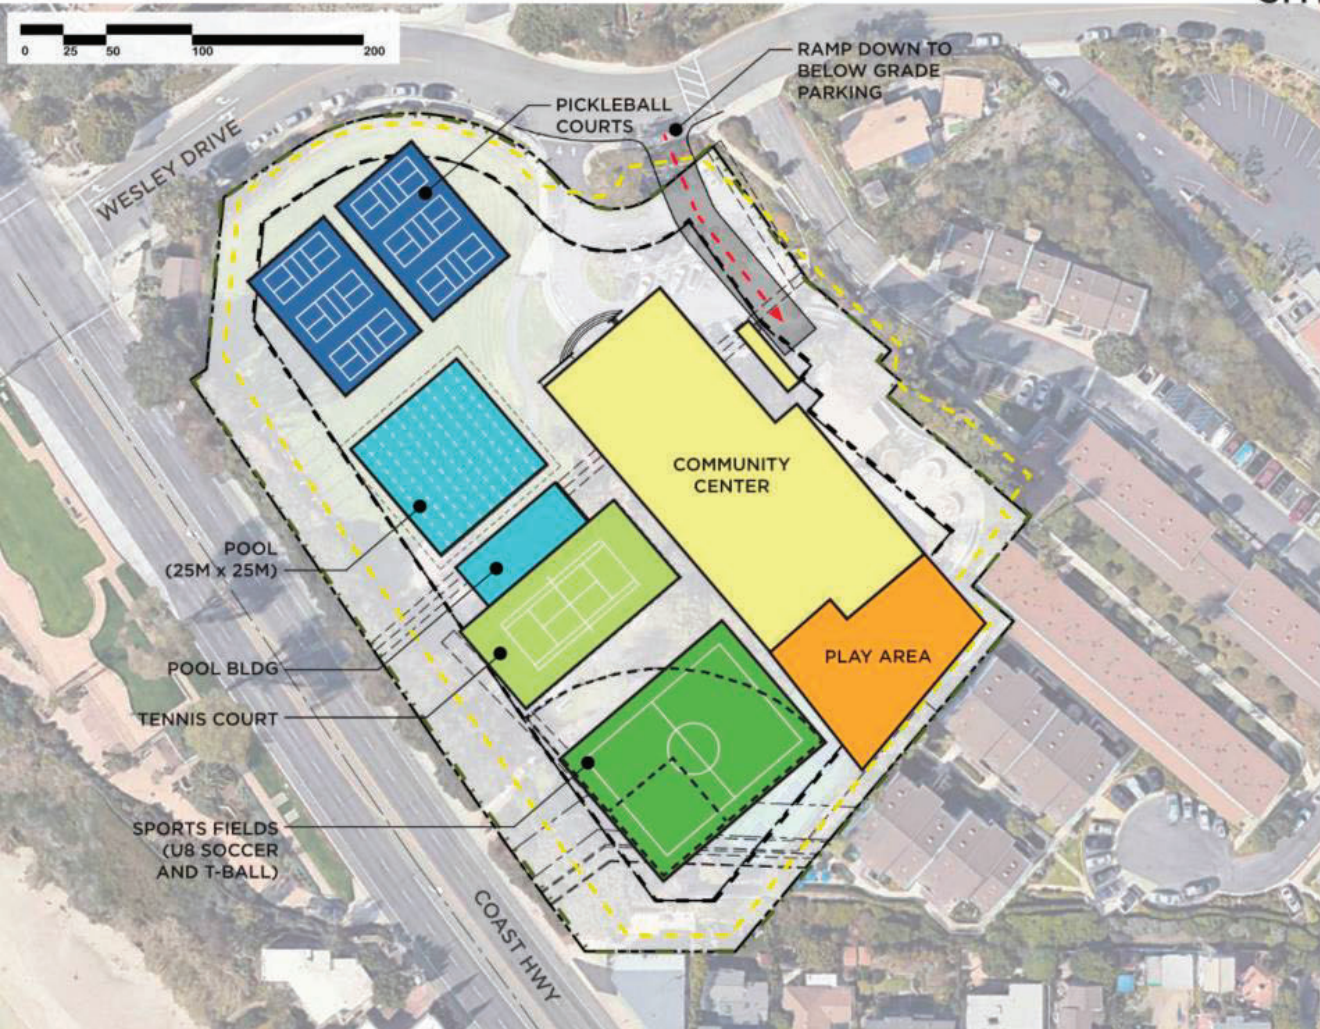 0 25 50 100 200
RAMP DOWN TO
BELOW GRADE
PARKING
PICKLEBALL
COURTS
WESLEY DRIVE
COMMUNITY
CENTER
POOL
(25M x 25M)
PLAY AREA
POOL BLDG
TENNIS COURT
SPORTS FIELDS
(U8 SOCCER
AND T-BALL)
COAST HWY